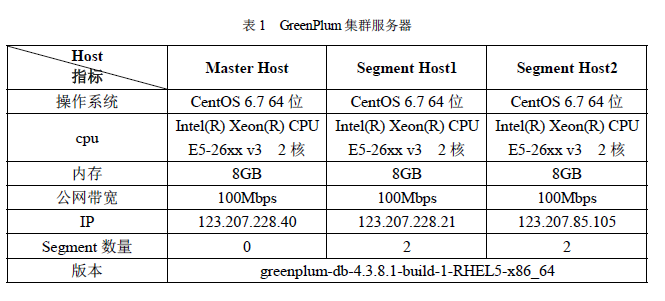 表 1 GreenPlum 集群服务器
Host
指标
Master Host Segment Host1 Segment Host2
操作系统 CentOS 6.7 64 位 CentOS 6.7 64 位 CentOS 6.7 64 位
cpu Intel(R) Xeon(R) CPU E5-26xx v3 2 核 Intel(R) Xeon(R) CPU E5-26xx v3 2 核 Intel(R) Xeon(R) CPU E5-26xx v3 2 核
内存 8GB 8GB 8GB
公网带宽 100Mbps 100Mbps 100Mbps
IP 123.207.228.40 123.207.228.21 123.207.85.105
Segment 数量 0 2 2
版本 greenplum-db-4.3.8.1-build-1-RHEL5-x86_64